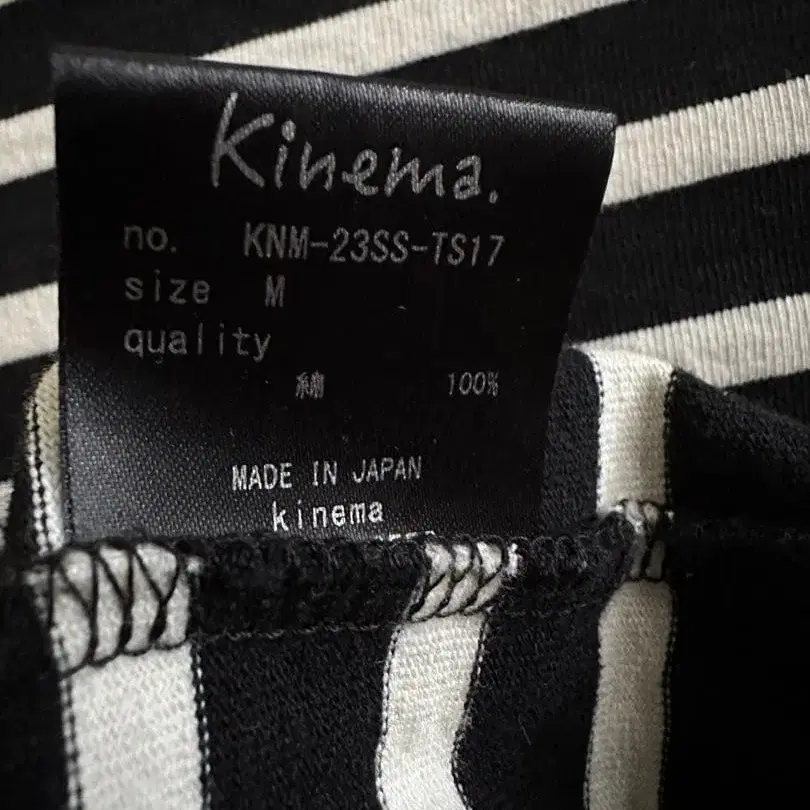 Kinema.
no. KNM-23SS-TS17
size M
quality
綿 100%
MADE IN JAPAN
kinema